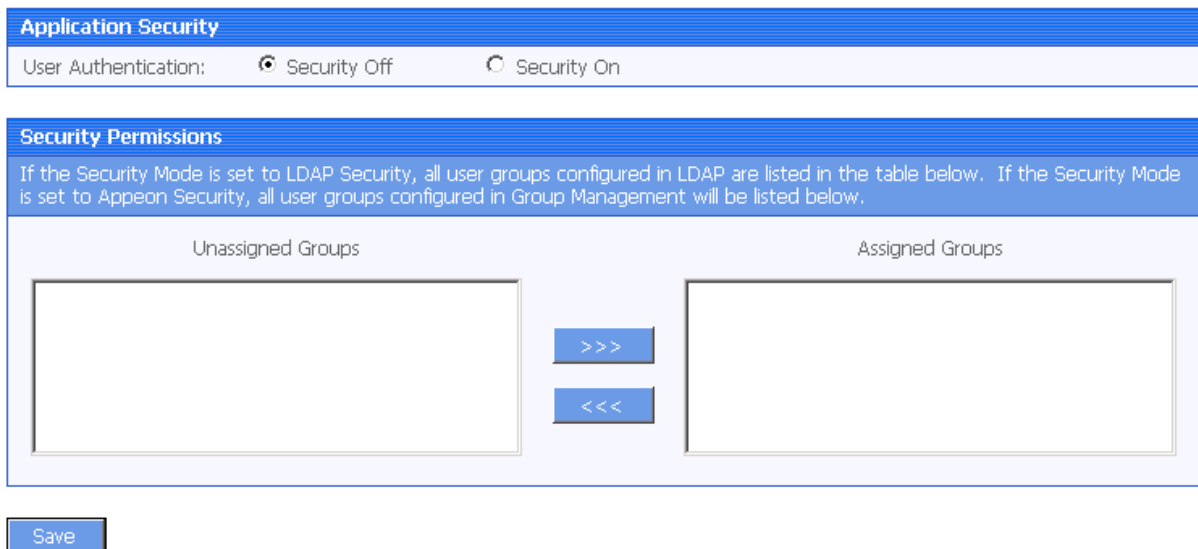 Application Security
User Authentication: Security Off Security On
Security Permissions
If the Security Mode is set to LDAP Security, all user groups configured in LDAP are listed in the table below. If the Security Mode
is set to Appeon Security, all user groups configured in Group Management will be listed below.
Unassigned Groups Assigned Groups
>>>
<<<
Save